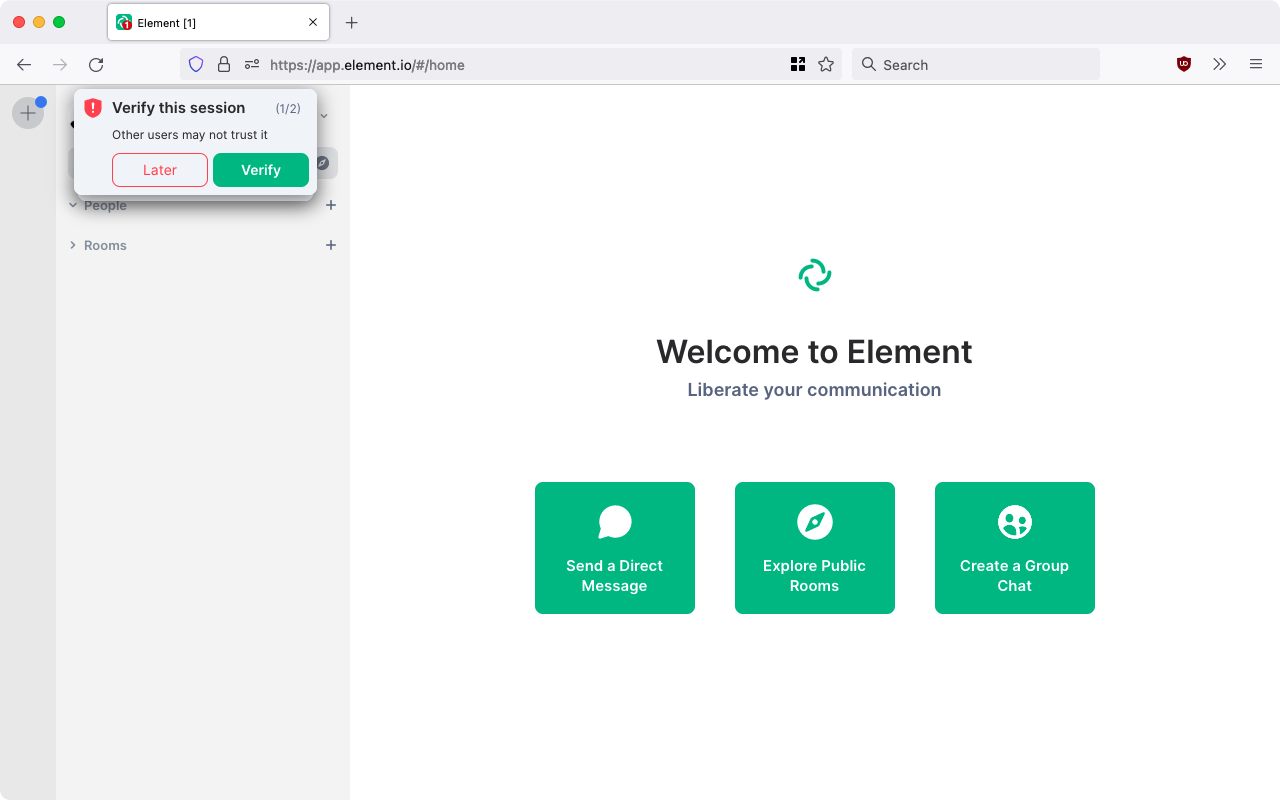 Element [1]
https://app.element.io/#/home
Search
Verify this session
(1/2)
Other users may not trust it
Later
Verify
People
Rooms
Welcome to Element
Liberate your communication
Send a Direct
Message
Explore Public
Rooms
Create a Group
Chat